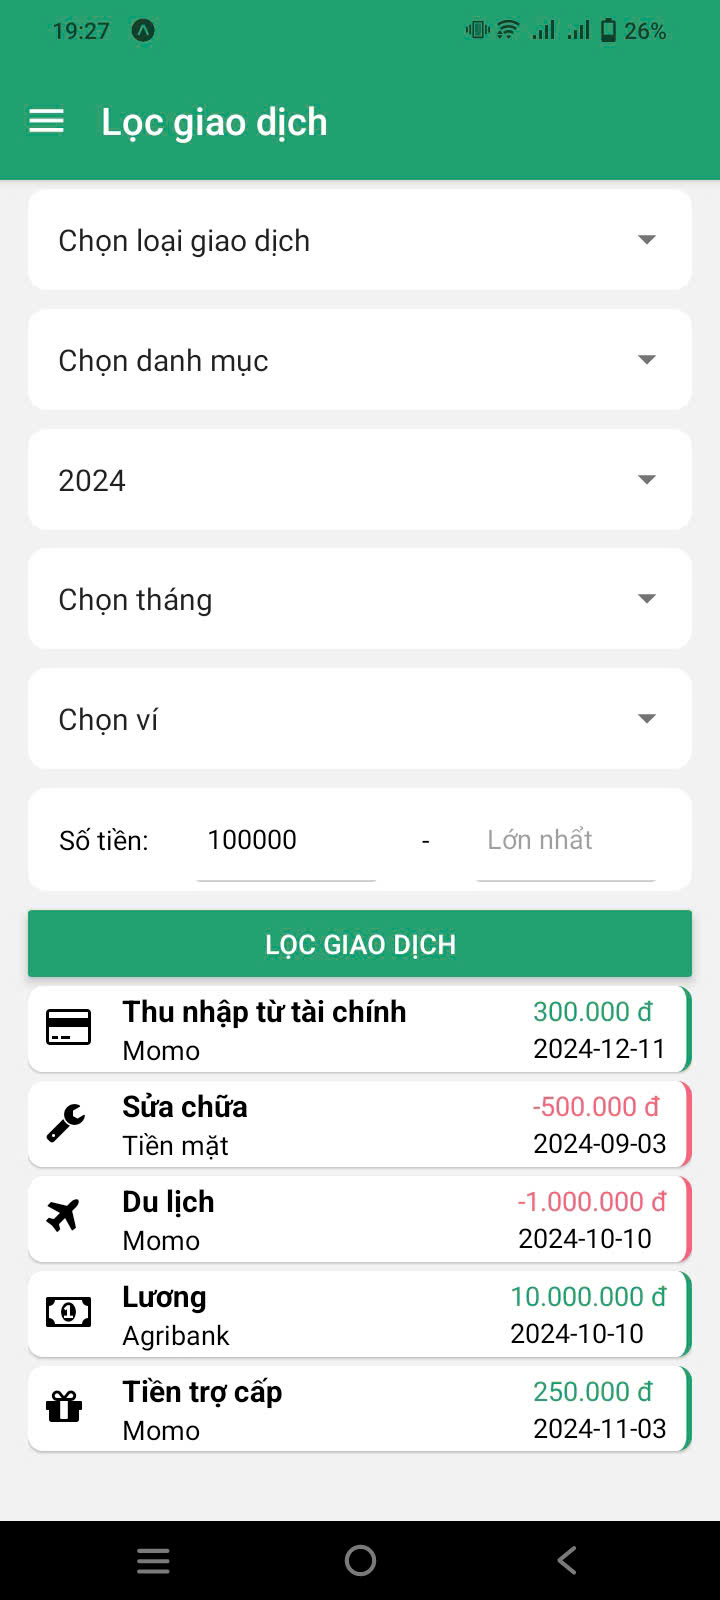 19:27 26%
Lọc giao dịch
Chọn loại giao dịch
Chọn danh mục
2024
Chọn tháng
Chọn ví
Số tiền: 100000 - Lớn nhất
LỌC GIAO DỊCH
Thu nhập từ tài chính 300.000 đ
Momo 2024-12-11
Sửa chữa -500.000 đ
Tiền mặt 2024-09-03
Du lịch -1.000.000 đ
Momo 2024-10-10
Lương 10.000.000 đ
Agribank 2024-10-10
Tiền trợ cấp 250.000 đ
Momo 2024-11-03